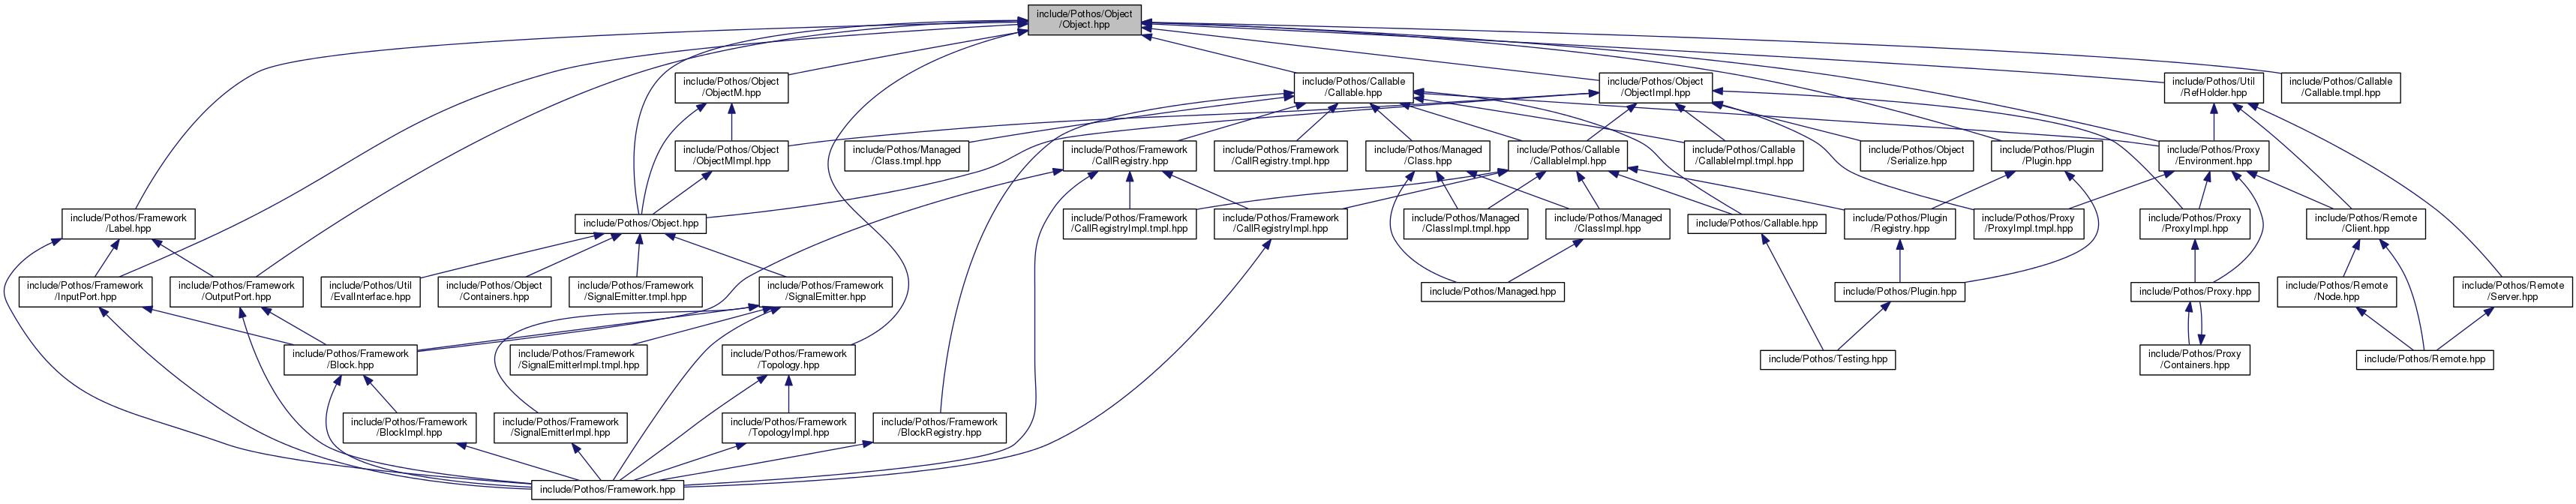 include/Pothos/Object
/Object.hpp
include/Pothos/Object
/ObjectM.hpp
include/Pothos/Callable
/Callable.hpp
include/Pothos/Object
/ObjectImpl.hpp
include/Pothos/Util
/RefHolder.hpp
include/Pothos/Callable
/Callable.tmpl.hpp
include/Pothos/Object
/ObjectMImpl.hpp
include/Pothos/Managed
/Class.tmpl.hpp
include/Pothos/Framework
/CallRegistry.hpp
include/Pothos/Framework
/CallRegistry.tmpl.hpp
include/Pothos/Managed
/Class.hpp
include/Pothos/Callable
/CallableImpl.hpp
include/Pothos/Callable
/CallableImpl.tmpl.hpp
include/Pothos/Object
/Serialize.hpp
include/Pothos/Plugin
/Plugin.hpp
include/Pothos/Proxy
/Environment.hpp
include/Pothos/Framework
/Label.hpp
include/Pothos/Object.hpp
include/Pothos/Framework
/CallRegistryImpl.tmpl.hpp
include/Pothos/Framework
/CallRegistryImpl.hpp
include/Pothos/Managed
/ClassImpl.tmpl.hpp
include/Pothos/Managed
/ClassImpl.hpp
include/Pothos/Callable.hpp
include/Pothos/Plugin
/Registry.hpp
include/Pothos/Proxy
/ProxyImpl.tmpl.hpp
include/Pothos/Proxy
/ProxyImpl.hpp
include/Pothos/Remote
/Client.hpp
include/Pothos/Framework
/InputPort.hpp
include/Pothos/Framework
/OutputPort.hpp
include/Pothos/Util
/EvalInterface.hpp
include/Pothos/Object
/Containers.hpp
include/Pothos/Framework
/SignalEmitter.tmpl.hpp
include/Pothos/Framework
/SignalEmitter.hpp
include/Pothos/Managed.hpp
include/Pothos/Plugin.hpp
include/Pothos/Proxy.hpp
include/Pothos/Remote
/Node.hpp
include/Pothos/Remote
/Server.hpp
include/Pothos/Framework
/Block.hpp
include/Pothos/Framework
/SignalEmitterImpl.tmpl.hpp
include/Pothos/Framework
/Topology.hpp
include/Pothos/Testing.hpp
include/Pothos/Proxy
/Containers.hpp
include/Pothos/Remote.hpp
include/Pothos/Framework
/BlockImpl.hpp
include/Pothos/Framework
/SignalEmitterImpl.hpp
include/Pothos/Framework
/TopologyImpl.hpp
include/Pothos/Framework
/BlockRegistry.hpp
include/Pothos/Framework.hpp